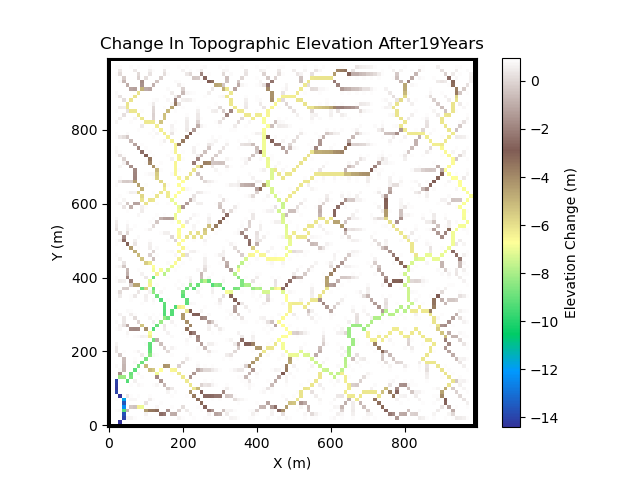 Change In Topographic Elevation After19Years
Y (m)
800
600
400
200
0
0 200 400 600 800
X (m)
0
−2
−4
−6
−8
−10
−12
−14
Elevation Change (m)